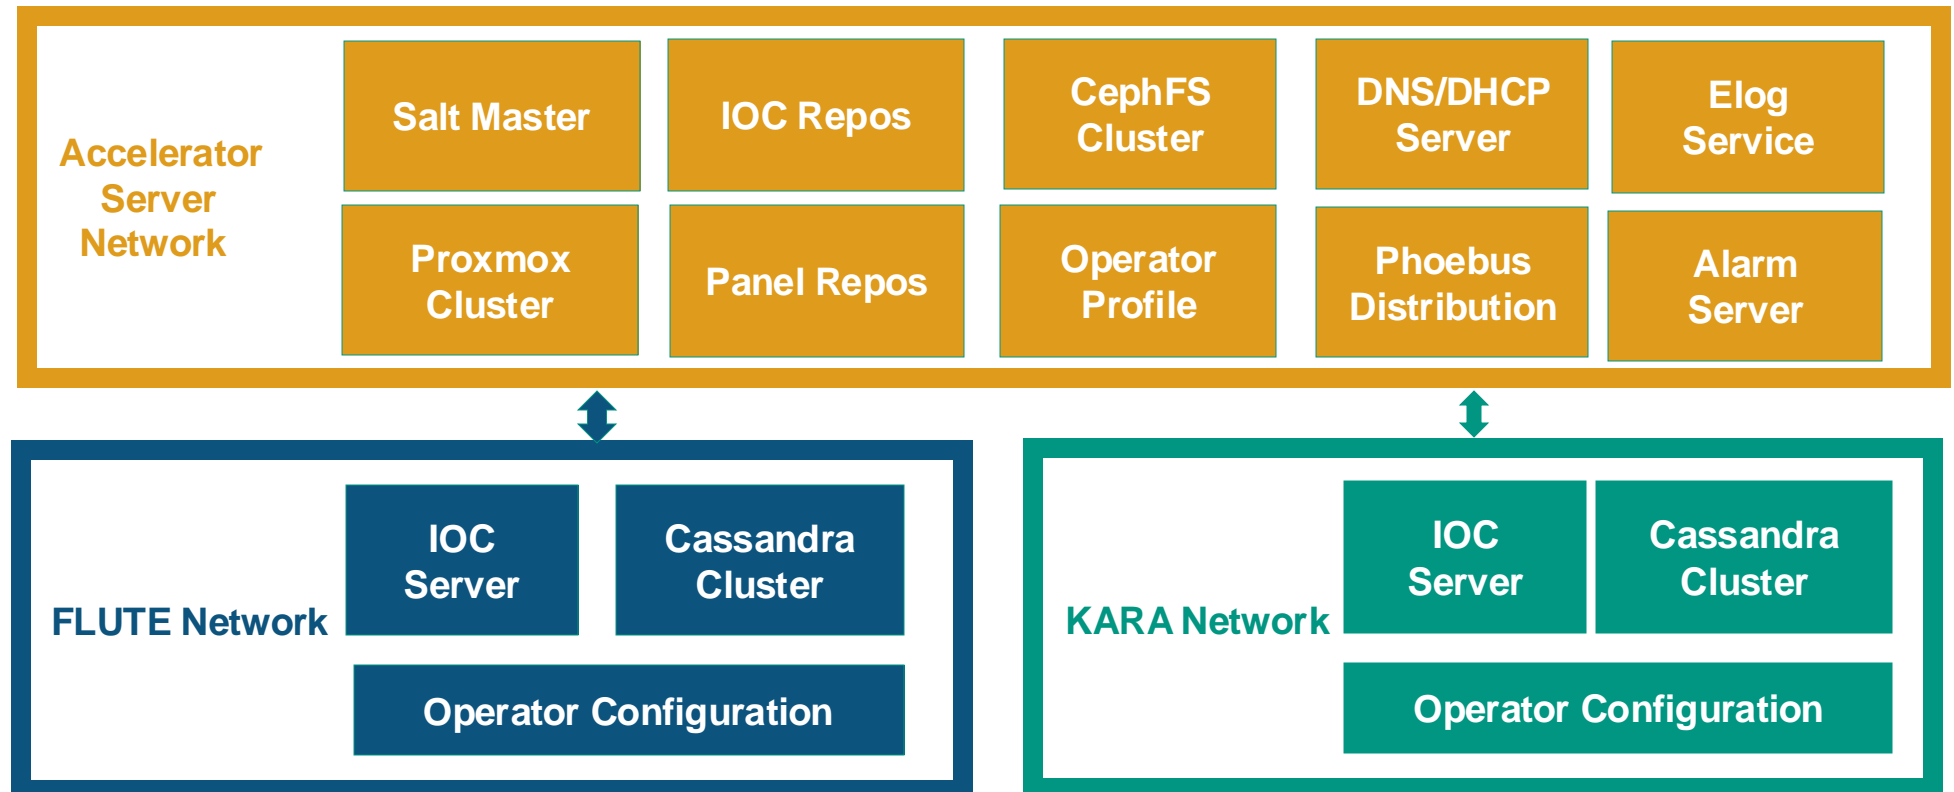 Accelerator
Server
Network
Salt Master
IOC Repos
CephFS
Cluster
DNS/DHCP
Server
Elog
Service
Proxmox
Cluster
Panel Repos
Operator
Profile
Phoebus
Distribution
Alarm
Server
FLUTE Network
IOC
Server
Cassandra
Cluster
Operator Configuration
KARA Network
IOC
Server
Cassandra
Cluster
Operator Configuration